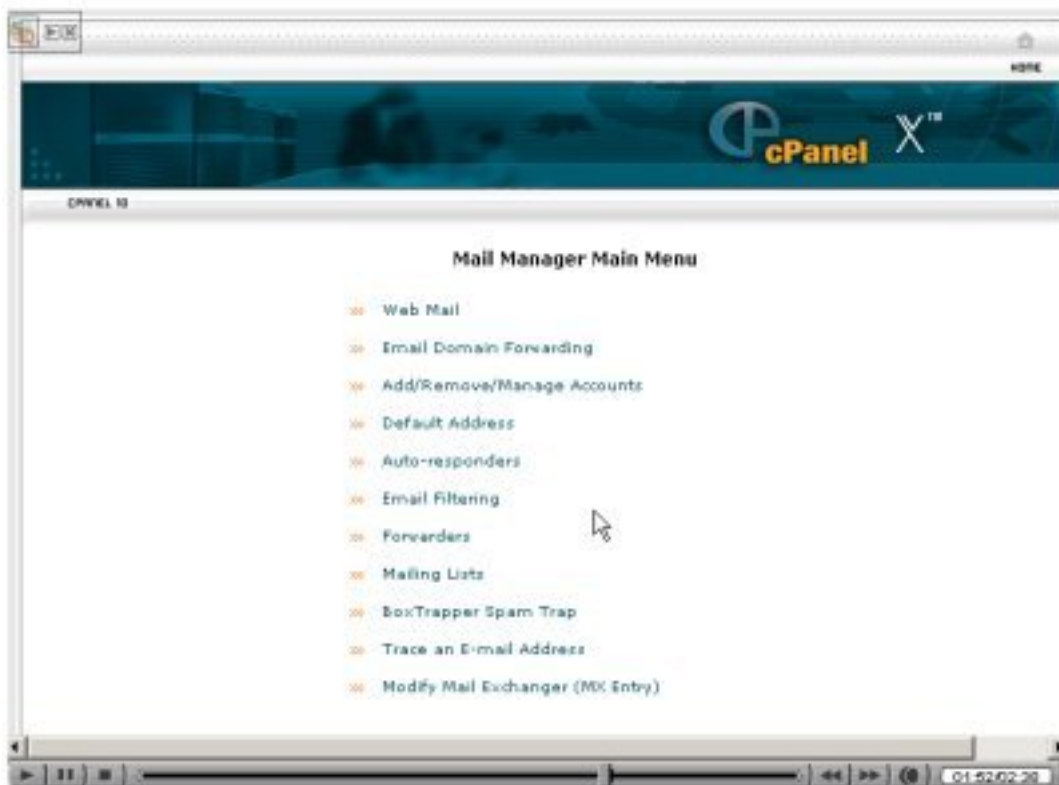 HOME
cPanel X™
CPANEL 10
Mail Manager Main Menu
Web Mail
Email Domain Forwarding
Add/Remove/Manage Accounts
Default Address
Auto-responders
Email Filtering
Forwarders
Mailing Lists
BoxTrapper Spam Trap
Trace an E-mail Address
Modify Mail Exchanger (MX Entry)
01:52/02:38